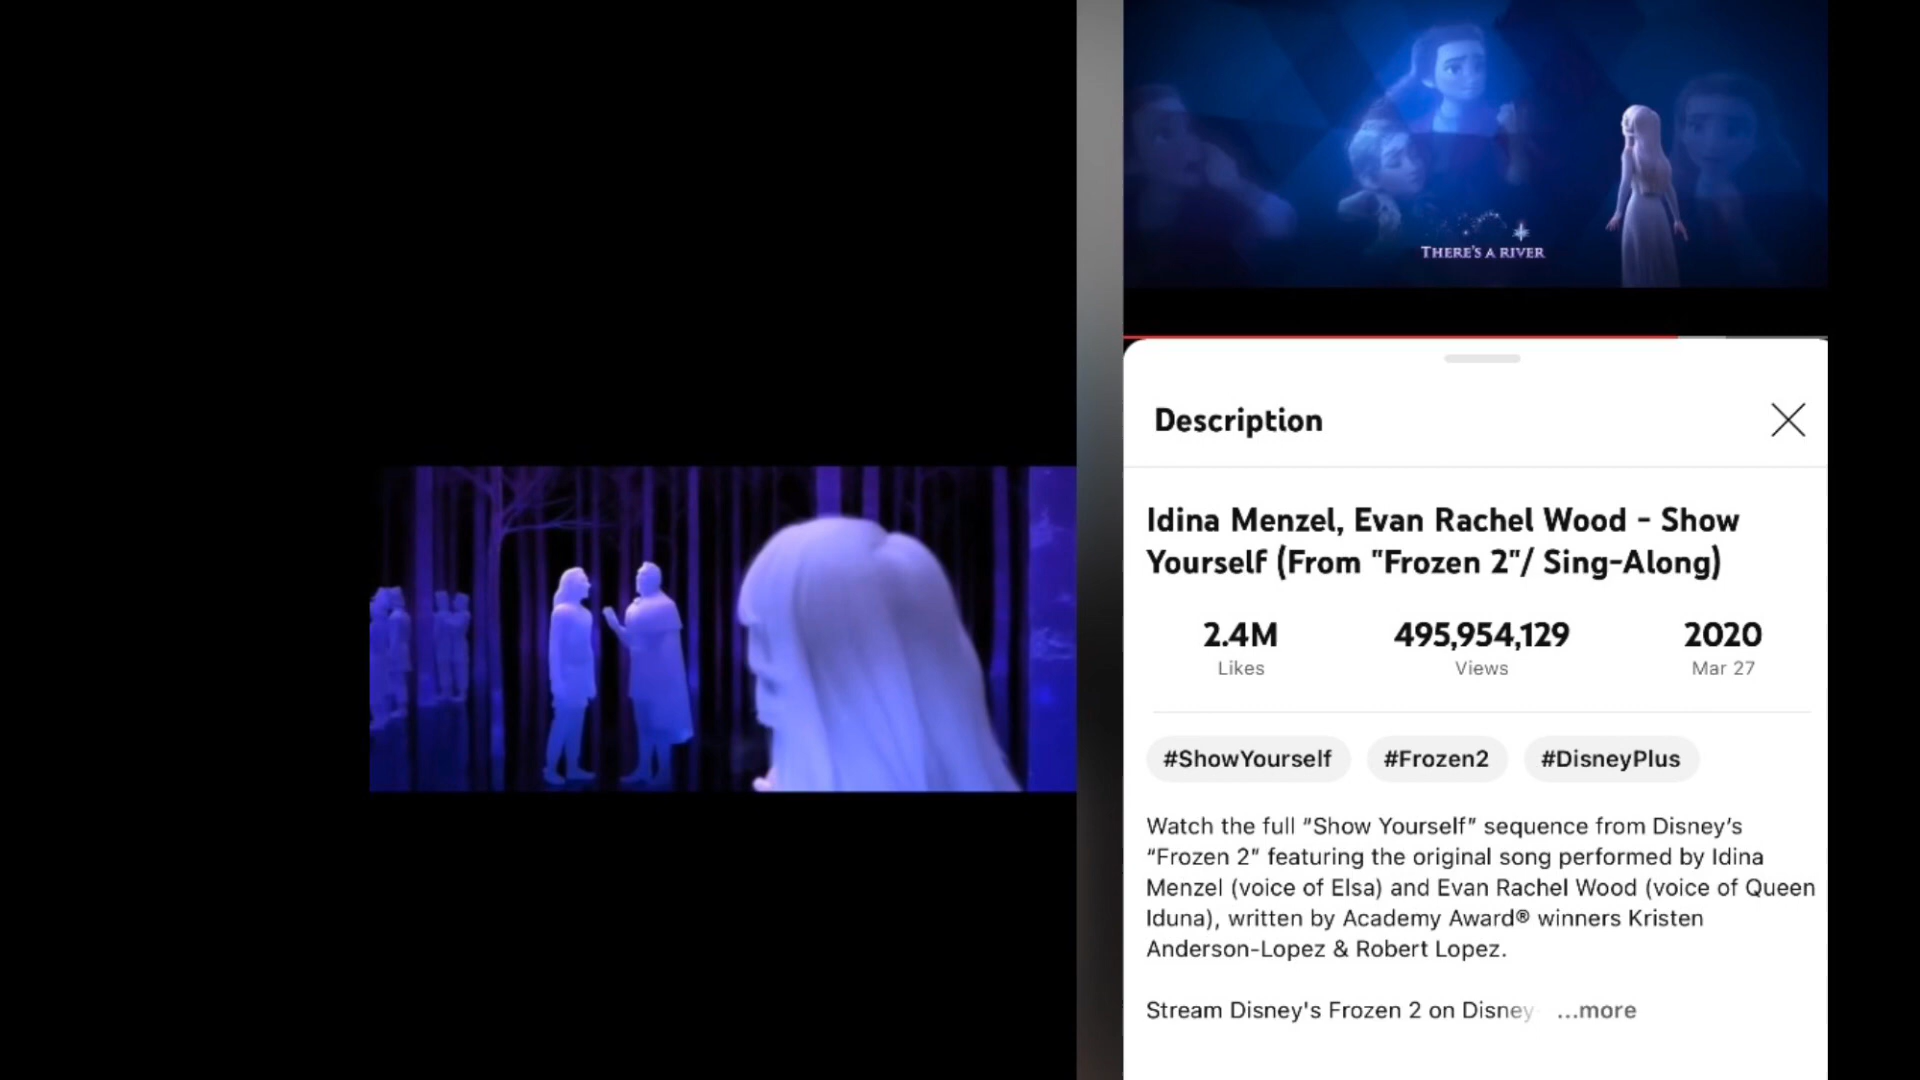 THERE'S A RIVER
Description
Idina Menzel, Evan Rachel Wood - Show
Yourself (From "Frozen 2"/ Sing-Along)
2.4M 495,954,129 2020
Likes Views Mar 27
#ShowYourself #Frozen2 #DisneyPlus
Watch the full “Show Yourself” sequence from Disney’s
“Frozen 2” featuring the original song performed by Idina
Menzel (voice of Elsa) and Evan Rachel Wood (voice of Queen
Iduna), written by Academy Award® winners Kristen
Anderson-Lopez & Robert Lopez.
Stream Disney's Frozen 2 on Disney ...more